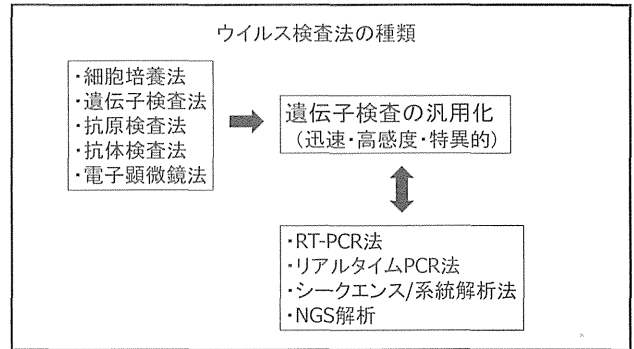 ウイルス検査法の種類
・細胞培養法
・遺伝子検査法
・抗原検査法
・抗体検査法
・電子顕微鏡法
遺伝子検査の汎用化
(迅速・高感度・特異的)
・RT-PCR法
・リアルタイムPCR法
・シークエンス/系統解析法
・NGS解析